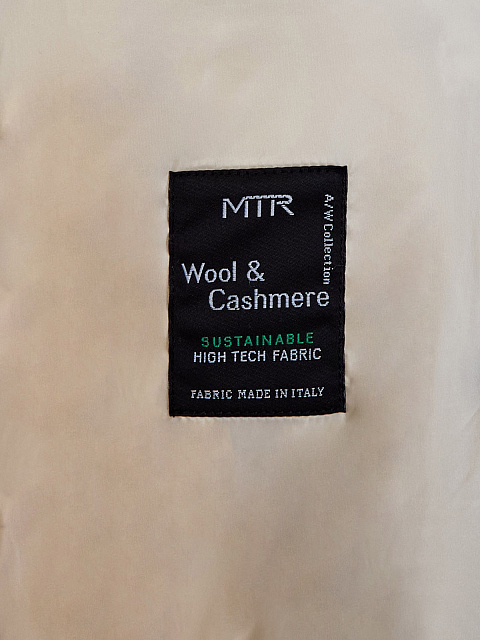 MTR
A/W Collection
Wool &
Cashmere
SUSTAINABLE
HIGH TECH FABRIC
FABRIC MADE IN ITALY